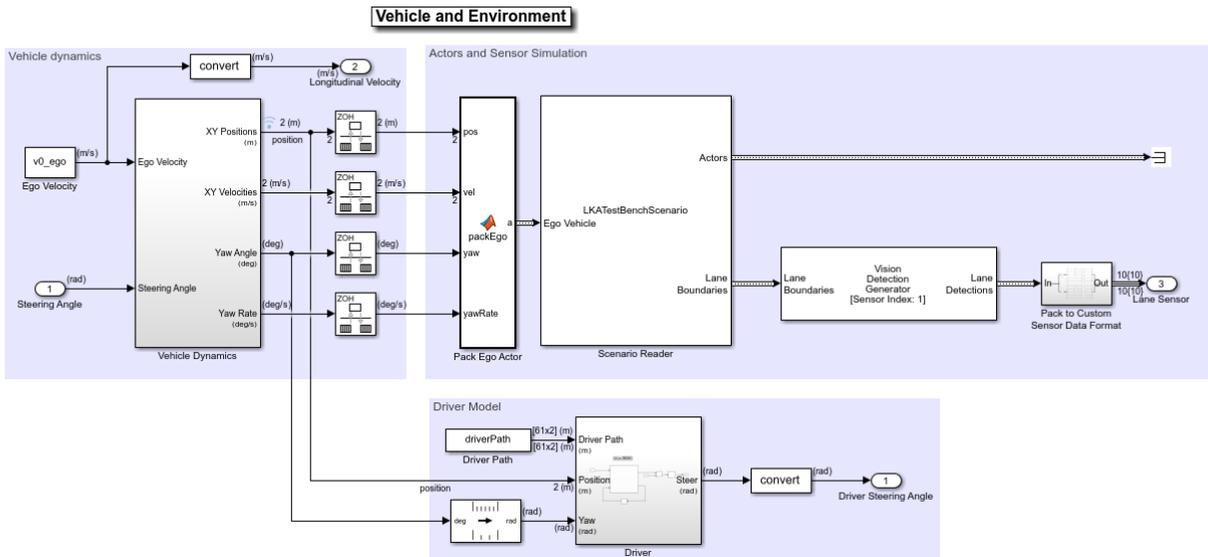 Vehicle and Environment
Vehicle dynamics
convert
(m/s)
(m/s)
2
Longitudinal Velocity
v0_ego
(m/s)
Ego Velocity
1
(rad)
Steering Angle
Ego Velocity
Steering Angle
XY Positions
(m)
XY Velocities
(m/s)
Yaw Angle
(deg)
Yaw Rate
(deg/s)
Vehicle Dynamics
2 (m)
position
2
ZOH
2 (m)
2
2 (m/s)
2
ZOH
2 (m/s)
2
(deg)
ZOH
(deg)
(deg/s)
ZOH
(deg/s)
Actors and Sensor Simulation
pos
vel
yaw
yawRate
packEgo
a
Pack Ego Actor
Ego Vehicle
LKATestBenchScenario
Actors
Lane
Boundaries
Scenario Reader
Lane
Boundaries
Vision
Detection
Generator
[Sensor Index: 1]
Lane
Detections
In
Out
Pack to Custom
Sensor Data Format
10{10}
10{10}
3
Lane Sensor
Driver Model
driverPath
Driver Path
[61x2] (m)
[61x2] (m)
position
2 (m)
deg
rad
(rad)
(rad)
Driver Path
(m)
Position
(m)
Yaw
(rad)
Steer
(rad)
Driver
(rad)
convert
(rad)
1
Driver Steering Angle